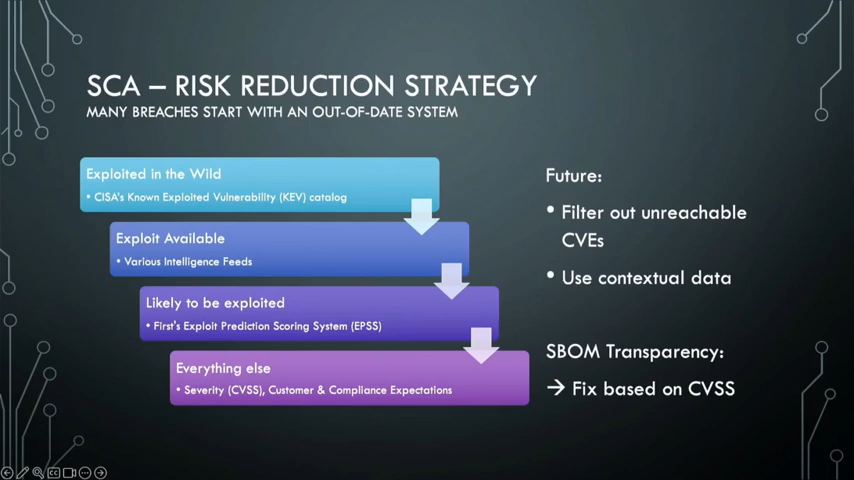 SCA – RISK REDUCTION STRATEGY
MANY BREACHES START WITH AN OUT-OF-DATE SYSTEM
Exploited in the Wild
• CISA's Known Exploited Vulnerability (KEV) catalog
Exploit Available
• Various Intelligence Feeds
Likely to be exploited
• First's Exploit Prediction Scoring System (EPSS)
Everything else
• Severity (CVSS), Customer & Compliance Expectations
Future:
• Filter out unreachable
CVEs
• Use contextual data
SBOM Transparency:
→ Fix based on CVSS